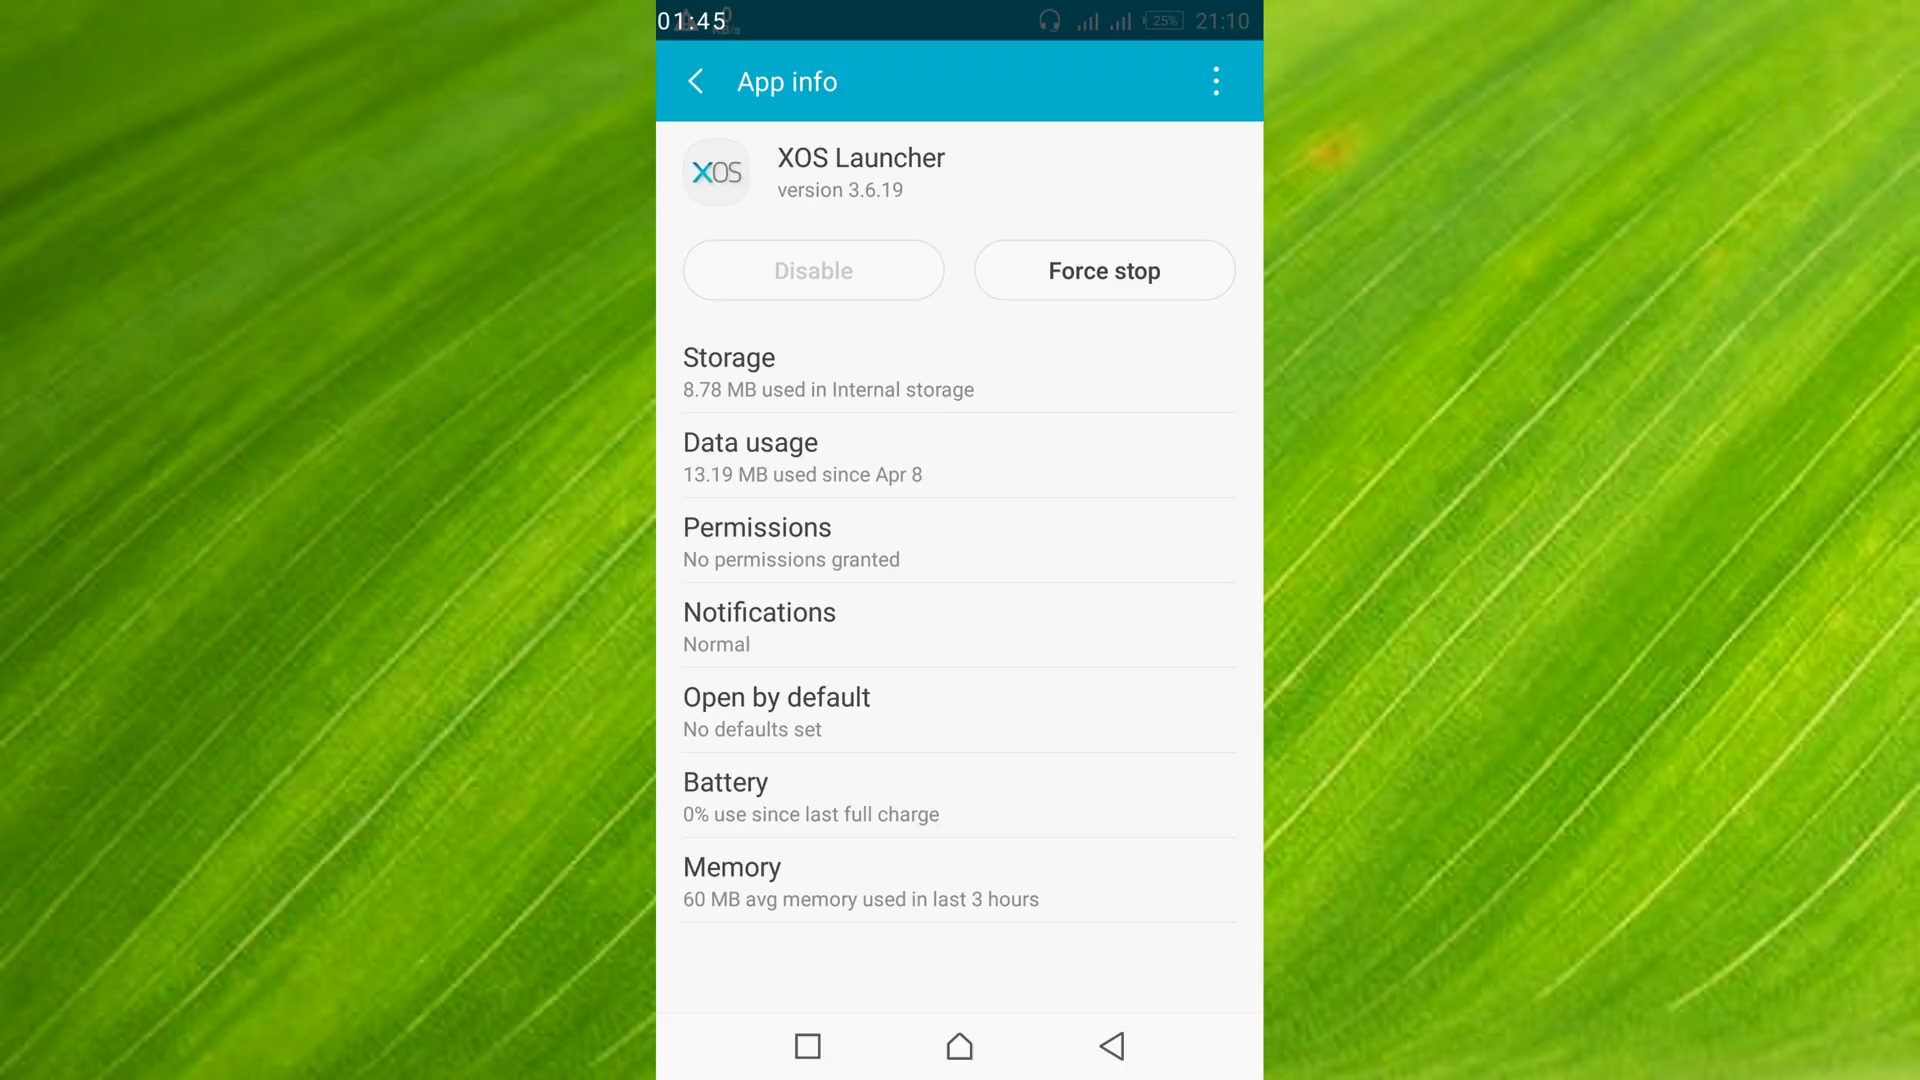 01:45
25% 21:10
App info
XOS
XOS Launcher
version 3.6.19
Disable
Force stop
Storage
8.78 MB used in Internal storage
Data usage
13.19 MB used since Apr 8
Permissions
No permissions granted
Notifications
Normal
Open by default
No defaults set
Battery
0% use since last full charge
Memory
60 MB avg memory used in last 3 hours